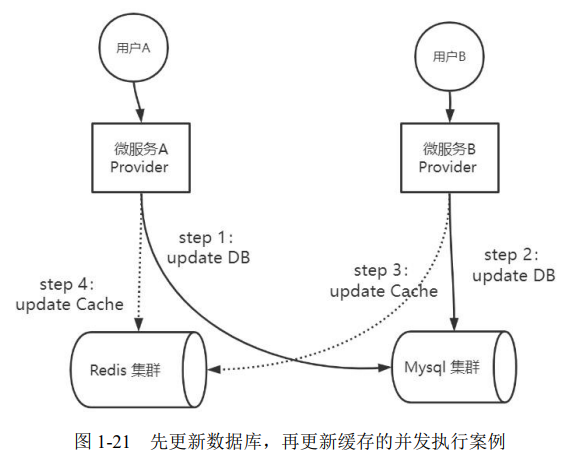 用户A
用户B
微服务A
Provider
微服务B
Provider
step 1：
update DB
step 2：
update DB
step 3：
update Cache
step 4：
update Cache
Redis 集群
Mysql 集群
图 1-21 先更新数据库，再更新缓存的并发执行案例